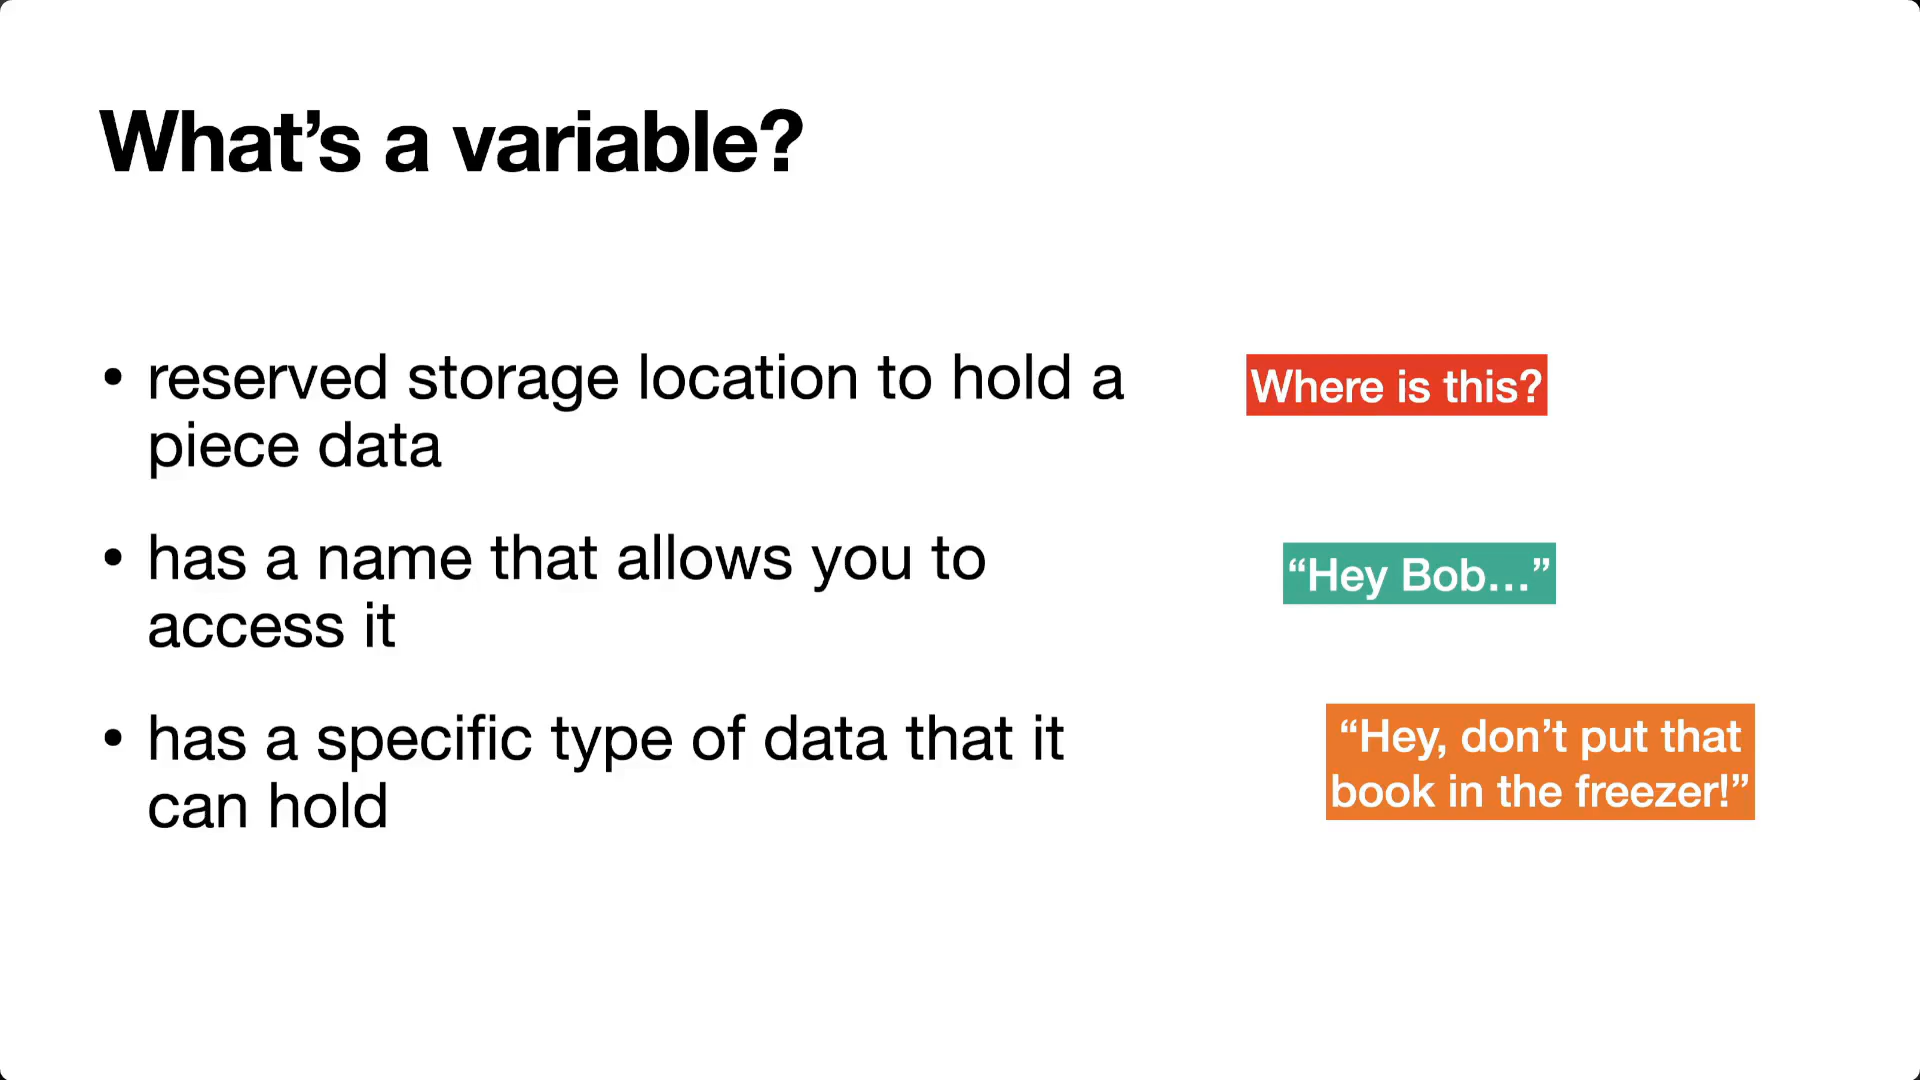 What’s a variable?
• reserved storage location to hold a
piece data
Where is this?
• has a name that allows you to
access it
“Hey Bob…”
• has a specific type of data that it
can hold
“Hey, don’t put that
book in the freezer!”